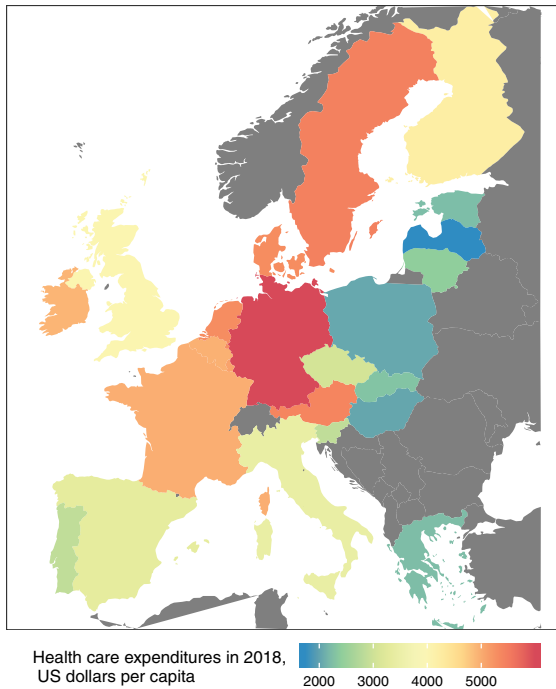 Health care expenditures in 2018,
US dollars per capita
2000 3000 4000 5000